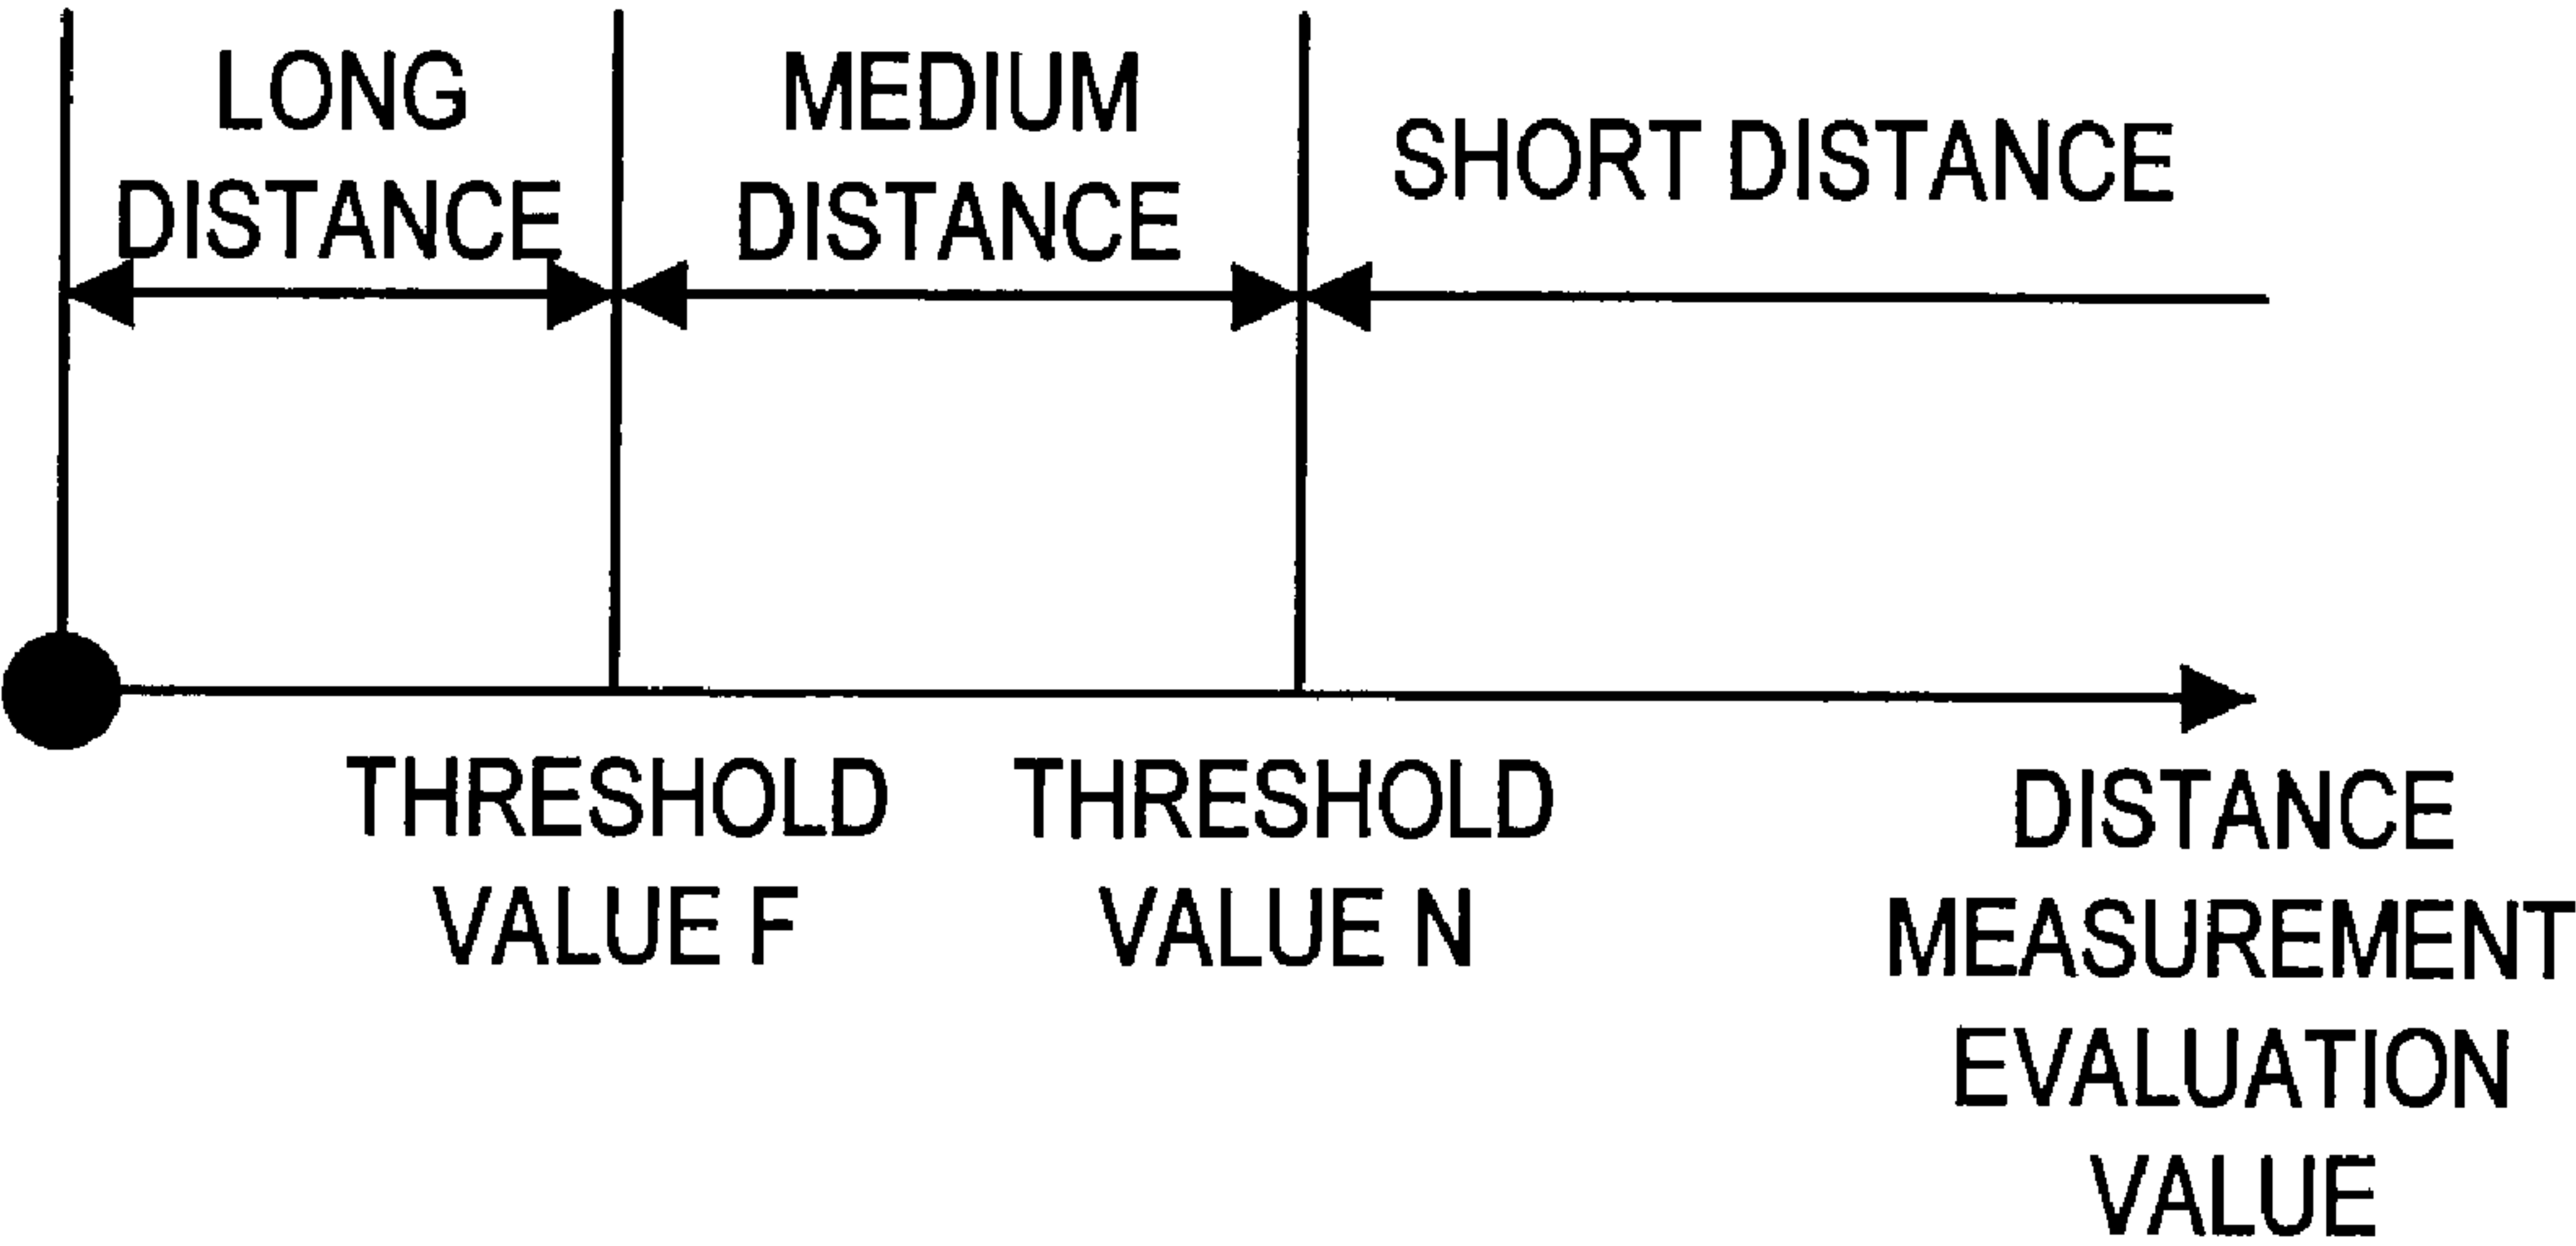 LONG
DISTANCE
MEDIUM
DISTANCE
SHORT DISTANCE
THRESHOLD
VALUE F
THRESHOLD
VALUE N
DISTANCE
MEASUREMENT
EVALUATION
VALUE